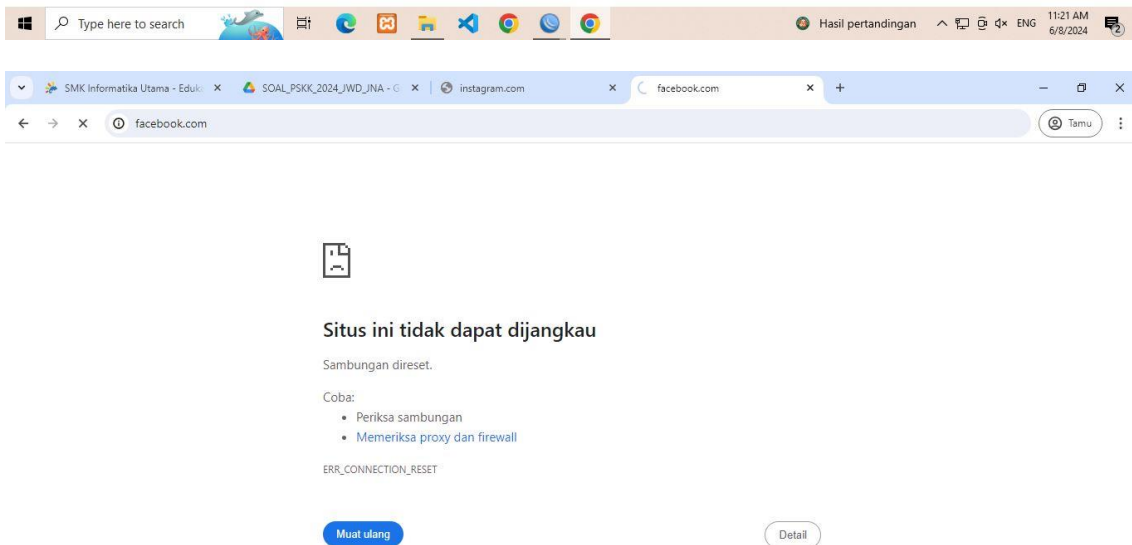 Type here to search
Hasil pertandingan
ENG
11:21 AM
6/8/2024
2
SMK Informatika Utama - Eduk
SOAL_PSKK_2024_JWD_JNA - G
instagram.com
facebook.com
facebook.com
Tamu
Situs ini tidak dapat dijangkau
Sambungan direset.
Coba:
• Periksa sambungan
• Memeriksa proxy dan firewall
ERR_CONNECTION_RESET
Muat ulang
Detail